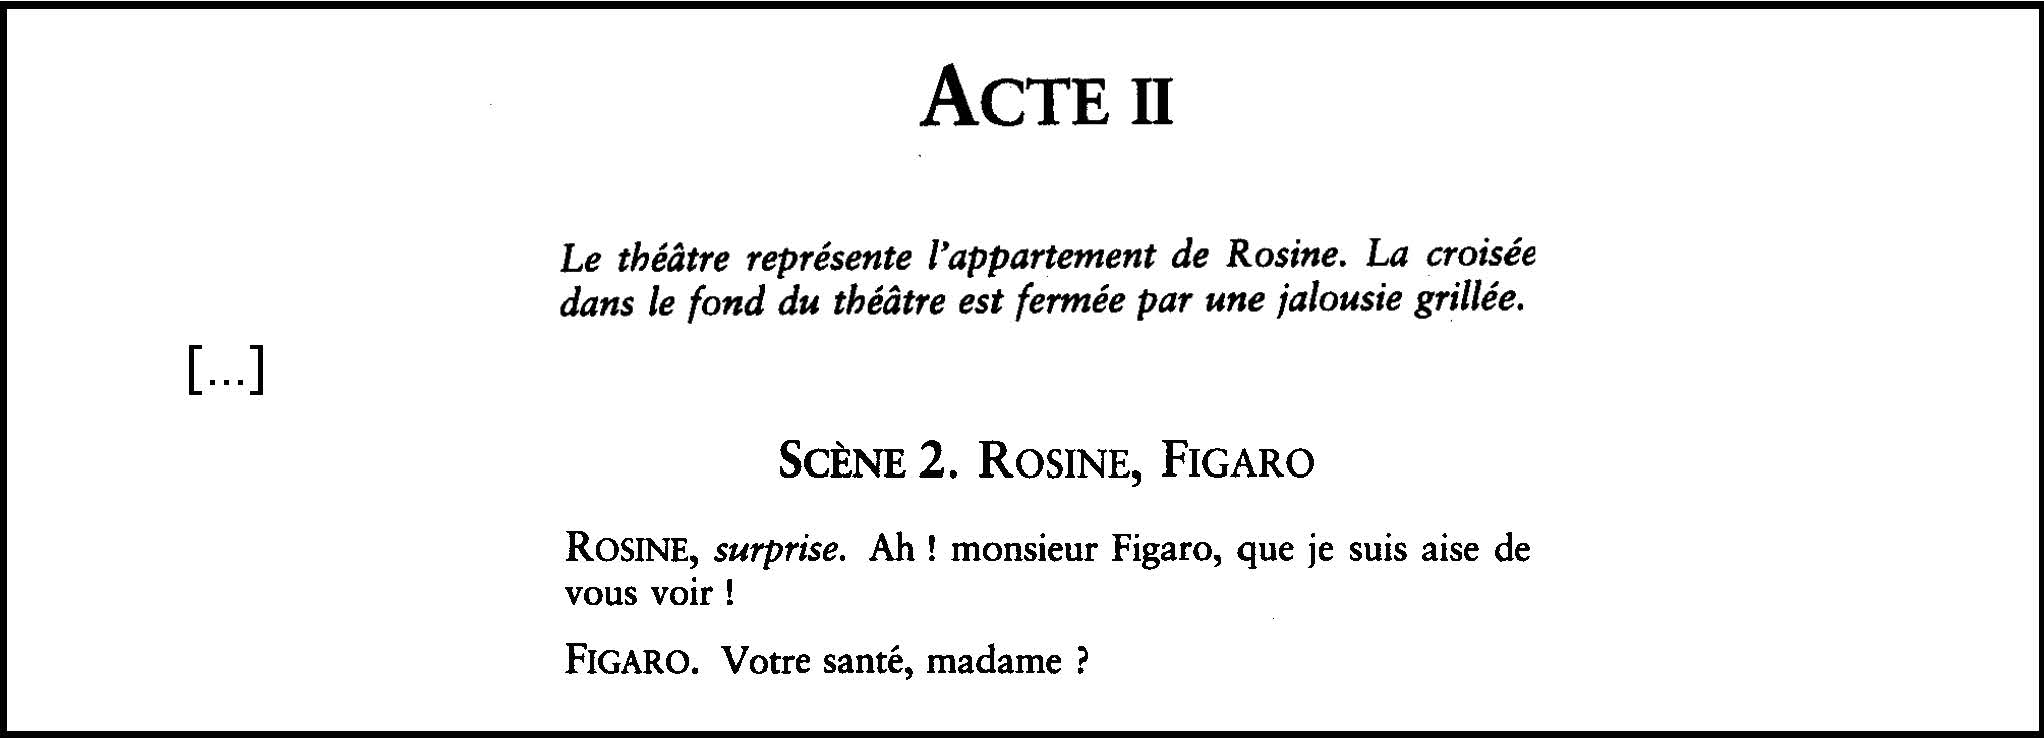 ACTE II
Le théâtre représente l'appartement de Rosine. La croisée
dans le fond du théâtre est fermée par une jalousie grillée.
[...]
SCÈNE 2. ROSINE, FIGARO
ROSINE, surprise. Ah ! monsieur Figaro, que je suis aise de
vous voir !
FIGARO. Votre santé, madame ?